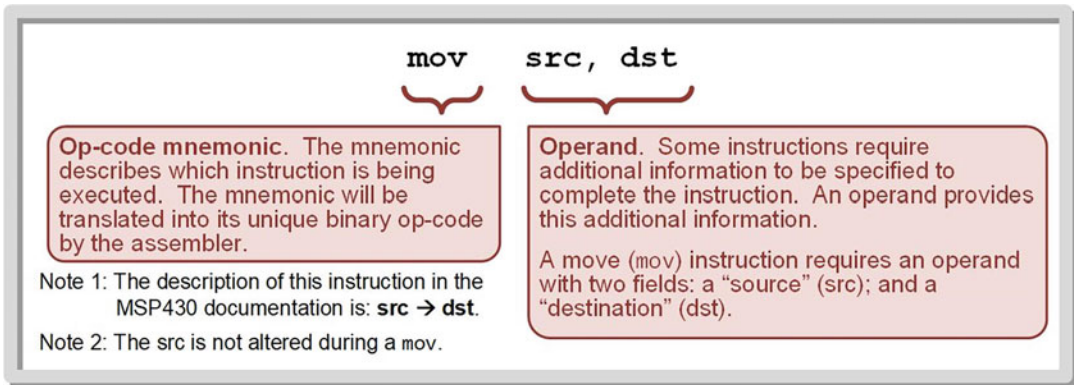 mov src, dst
Op-code mnemonic. The mnemonic
describes which instruction is being
executed. The mnemonic will be
translated into its unique binary op-code
by the assembler.
Note 1: The description of this instruction in the
MSP430 documentation is: src → dst.
Note 2: The src is not altered during a mov.
Operand. Some instructions require
additional information to be specified to
complete the instruction. An operand provides
this additional information.
A move (mov) instruction requires an operand
with two fields: a “source” (src); and a
“destination” (dst).